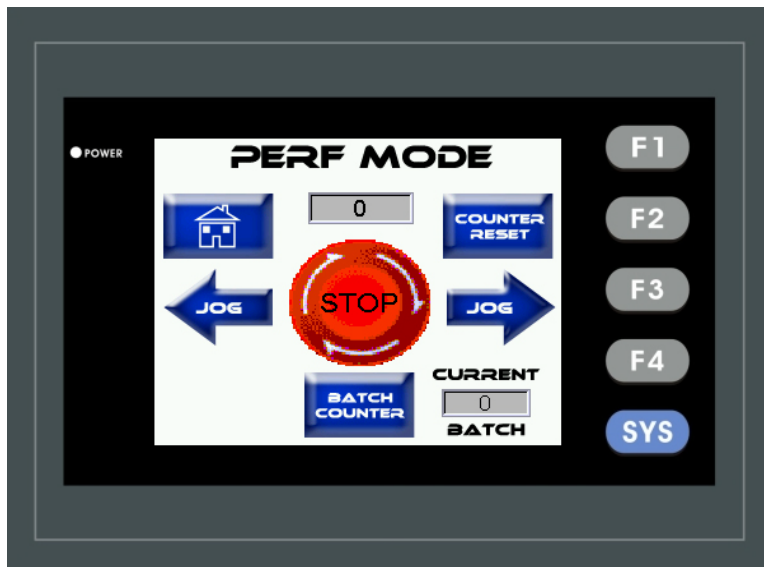 POWER
PERF MODE
F1
0
COUNTER
RESET
F2
JOG
STOP
JOG
F3
CURRENT
F4
BATCH
COUNTER
0
BATCH
SYS